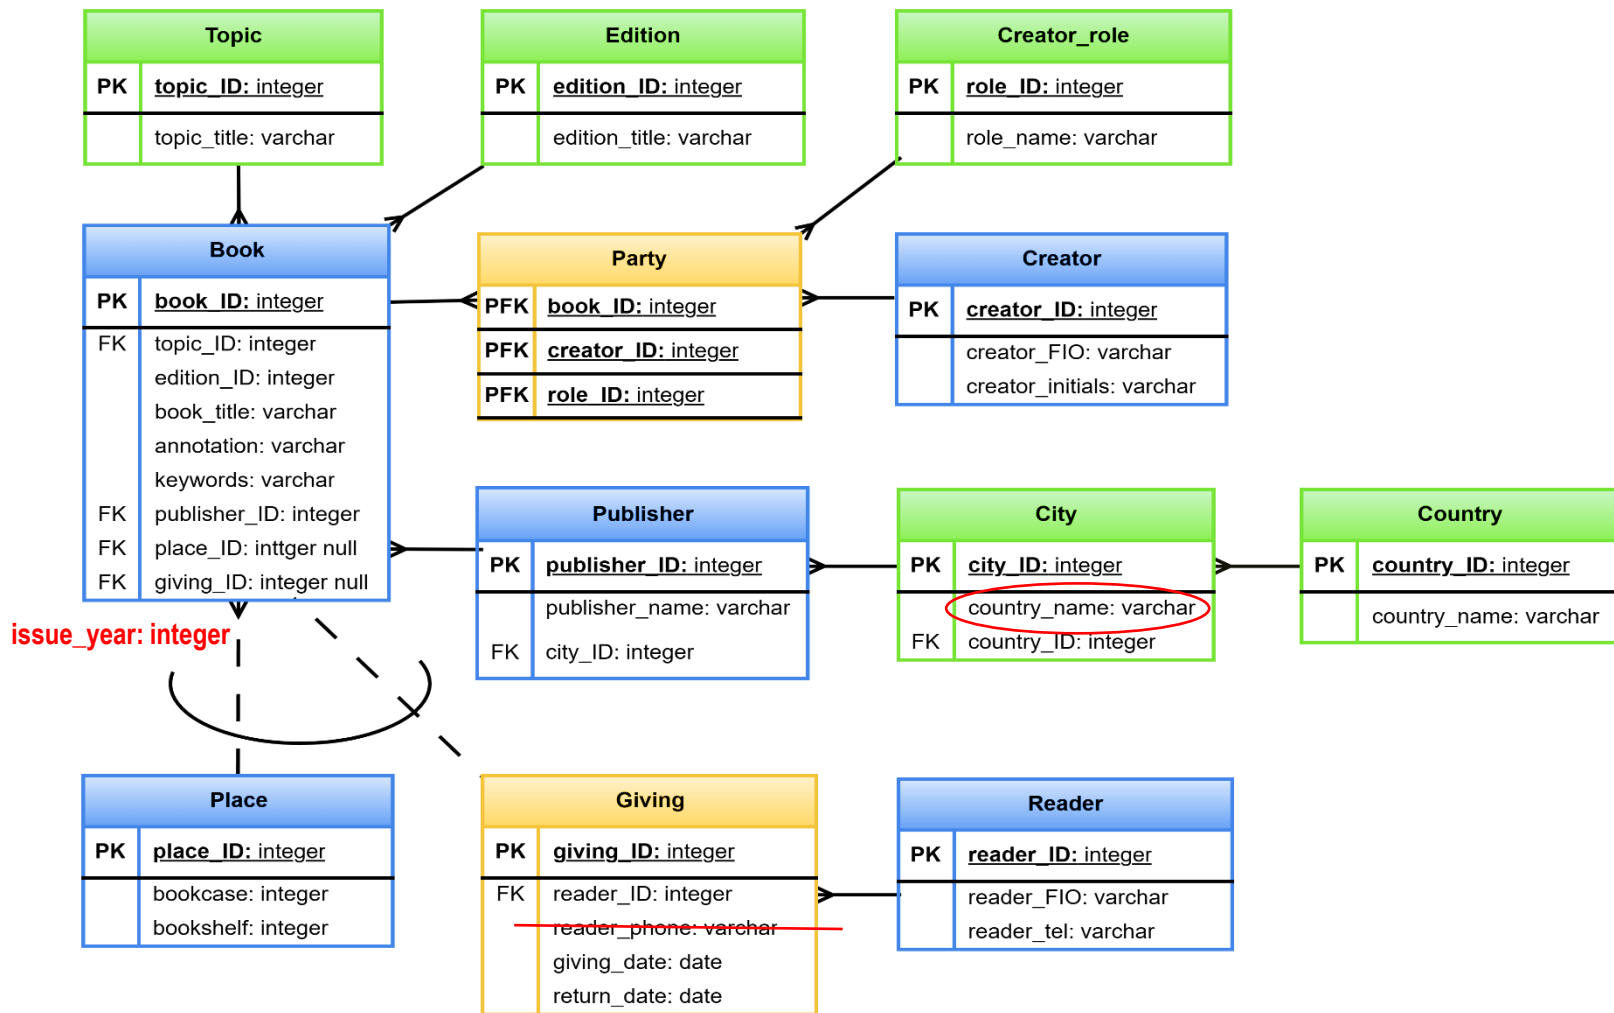 Topic
PK topic_ID: integer
topic_title: varchar
Edition
PK edition_ID: integer
edition_title: varchar
Creator_role
PK role_ID: integer
role_name: varchar
Book
PK book_ID: integer
FK topic_ID: integer
edition_ID: integer
book_title: varchar
annotation: varchar
keywords: varchar
FK publisher_ID: integer
FK place_ID: inttger null
FK giving_ID: integer null
issue_year: integer
Party
PFK book_ID: integer
PFK creator_ID: integer
PFK role_ID: integer
Creator
PK creator_ID: integer
creator_FIO: varchar
creator_initials: varchar
Publisher
PK publisher_ID: integer
publisher_name: varchar
FK city_ID: integer
City
PK city_ID: integer
country_name: varchar
FK country_ID: integer
Country
PK country_ID: integer
country_name: varchar
Place
PK place_ID: integer
bookcase: integer
bookshelf: integer
Giving
PK giving_ID: integer
FK reader_ID: integer
reader_phone: varchar
giving_date: date
return_date: date
Reader
PK reader_ID: integer
reader_FIO: varchar
reader_tel: varchar